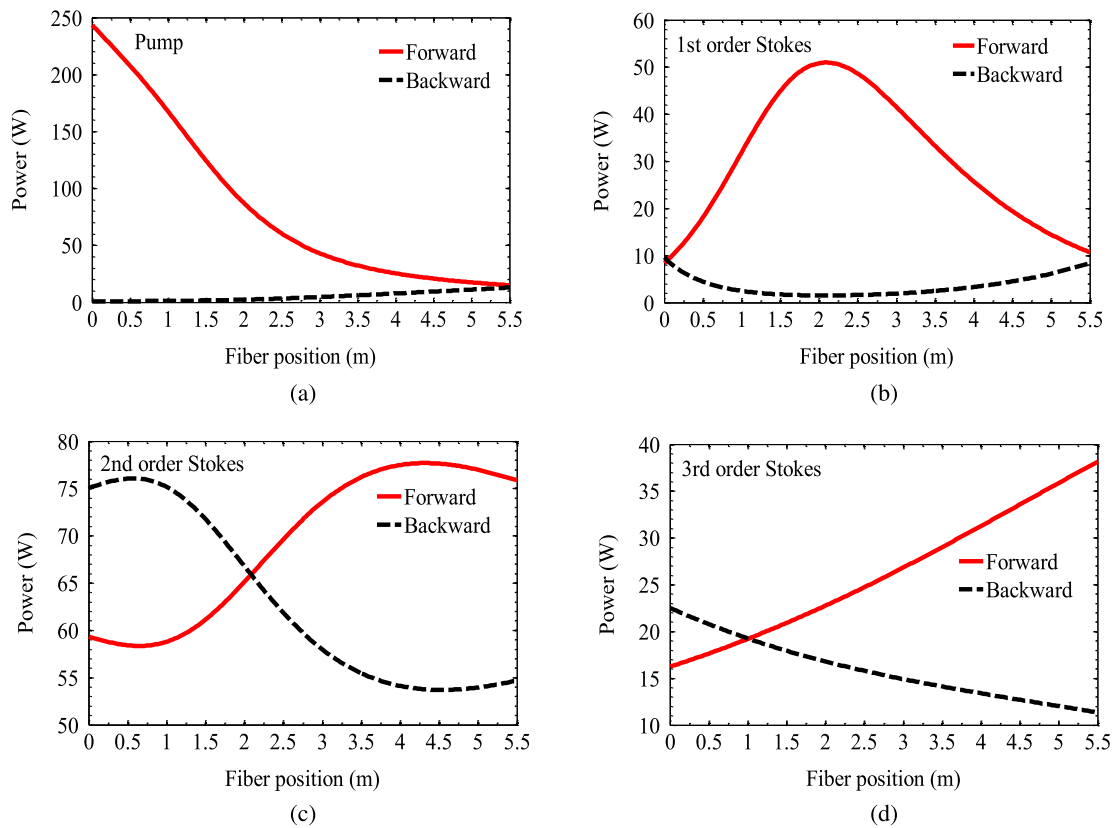 250
200
150
100
50
0
Power (W)
Pump
Forward
Backward
0 0.5 1 1.5 2 2.5 3 3.5 4 4.5 5 5.5
Fiber position (m)
(a)
60
50
40
30
20
10
0
Power (W)
1st order Stokes
Forward
Backward
0 0.5 1 1.5 2 2.5 3 3.5 4 4.5 5 5.5
Fiber position (m)
(b)
80
75
70
65
60
55
50
Power (W)
2nd order Stokes
Forward
Backward
0 0.5 1 1.5 2 2.5 3 3.5 4 4.5 5 5.5
Fiber position (m)
(c)
40
35
30
25
20
15
10
Power (W)
3rd order Stokes
Forward
Backward
0 0.5 1 1.5 2 2.5 3 3.5 4 4.5 5 5.5
Fiber position (m)
(d)